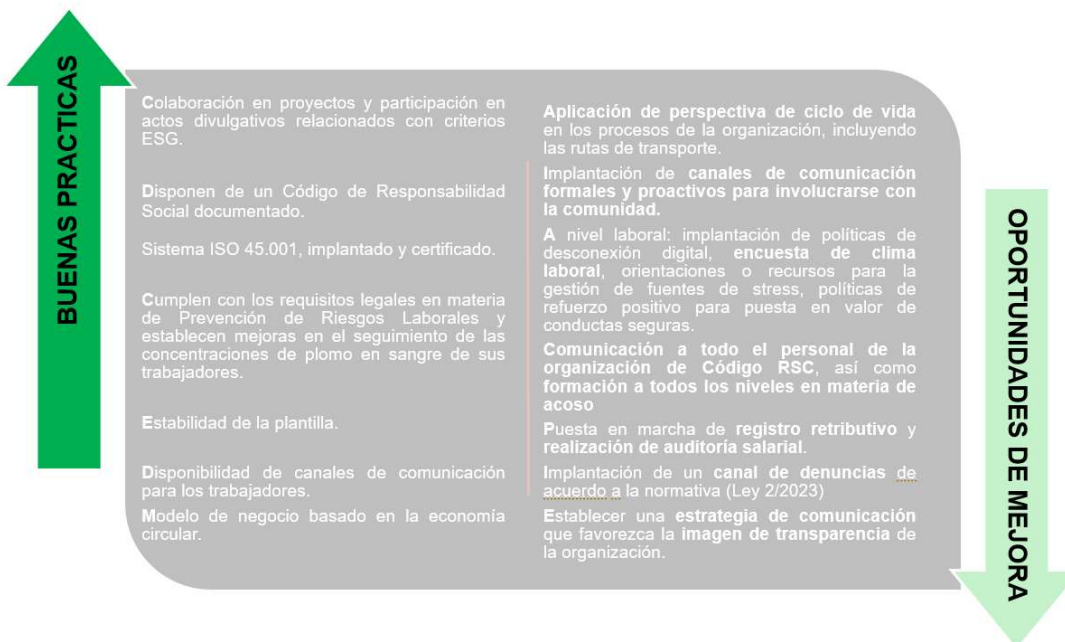 BUENAS PRACTICAS
Colaboración en proyectos y participación en
actos divulgativos relacionados con criterios
ESG.
Disponen de un Código de Responsabilidad
Social documentado.
Sistema ISO 45.001, implantado y certificado.
Cumplen con los requisitos legales en materia
de Prevención de Riesgos Laborales y
establecen mejoras en el seguimiento de las
concentraciones de plomo en sangre de sus
trabajadores.
Estabilidad de la plantilla.
Disponibilidad de canales de comunicación
para los trabajadores.
Modelo de negocio basado en la economía
circular.
Aplicación de perspectiva de ciclo de vida
en los procesos de la organización, incluyendo
las rutas de transporte.
Implantación de canales de comunicación
formales y proactivos para involucrarse con
la comunidad.
A nivel laboral: implantación de políticas de
desconexión digital, encuesta de clima
laboral, orientaciones o recursos para la
gestión de fuentes de stress, políticas de
refuerzo positivo para puesta en valor de
conductas seguras.
Comunicación a todo el personal de la
organización de Código RSC, así como
formación a todos los niveles en materia de
acoso
Puesta en marcha de registro retributivo y
realización de auditoría salarial.
Implantación de un canal de denuncias de
acuerdo a la normativa (Ley 2/2023)
Establecer una estrategia de comunicación
que favorezca la imagen de transparencia de
la organización.
OPORTUNIDADES DE MEJORA